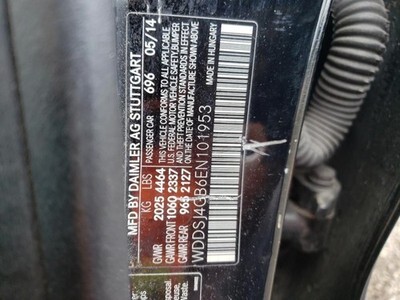 MFD BY DAIMLER AG STUTTGART
696 05/14
KG LBS
PASSENGER CAR
GAWR 2025 4464
THIS VEHICLE CONFORMS TO ALL APPLICABLE
GAWR FRONT 1060 2337
FEDERAL MOTOR VEHICLE SAFETY, BUMPER
GAWR REAR 965 2127
AND THEFT PREVENTION STANDARDS IN EFFECT ON THE
DATE OF MANUFACTURE SHOWN ABOVE
MADE IN HUNGARY
WDDSJ4GB6EN101953